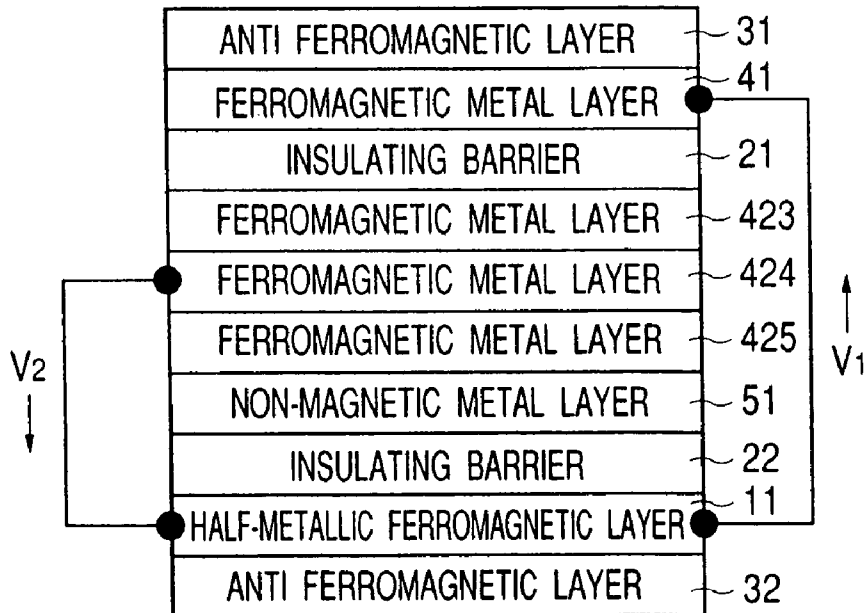 ANTI FERROMAGNETIC LAYER 31
41
FERROMAGNETIC METAL LAYER
INSULATING BARRIER 21
FERROMAGNETIC METAL LAYER 423
FERROMAGNETIC METAL LAYER 424
FERROMAGNETIC METAL LAYER 425
V2
V1
NON-MAGNETIC METAL LAYER 51
INSULATING BARRIER 22
11
HALF-METALLIC FERROMAGNETIC LAYER
ANTI FERROMAGNETIC LAYER 32